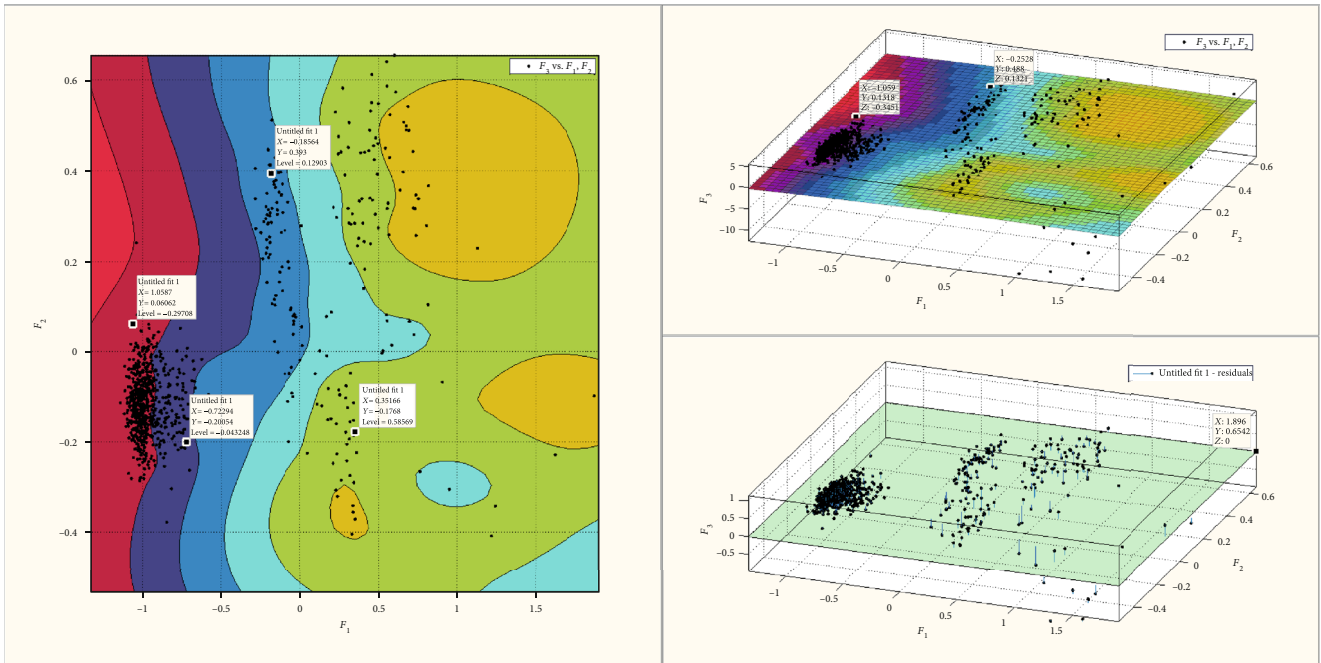 F3 vs. F1, F2
0.6
0.4
0.2
0
−0.2
−0.4
F2
Untitled fit 1
X= −0.18564
Y= 0.393
Level = 0.12903
Untitled fit 1
X= 1.0587
Y= 0.06062
Level = −0.29708
Untitled fit 1
X= −0.72294
Y= −0.20054
Level = −0.043248
Untitled fit 1
X= 0.35166
Y= −0.1768
Level = 0.58569
−1
−0.5
0
0.5
1
1.5
F1
F3 vs. F1, F2
X: −0.2528
Y: 0.488
Z: 0.1321
X: −1.059
Y: 0.1318
Z: −0.3451
5
0
−5
−10
F3
−1
−0.5
0
0.5
1
1.5
F1
0.6
0.4
0.2
0
−0.2
−0.4
F2
Untitled fit 1 - residuals
X: 1.896
Y: 0.6542
Z: 0
1
0.5
0
−0.5
F3
−1
−0.5
0
0.5
1
1.5
F1
0.6
0.4
0.2
0
−0.2
−0.4
F2